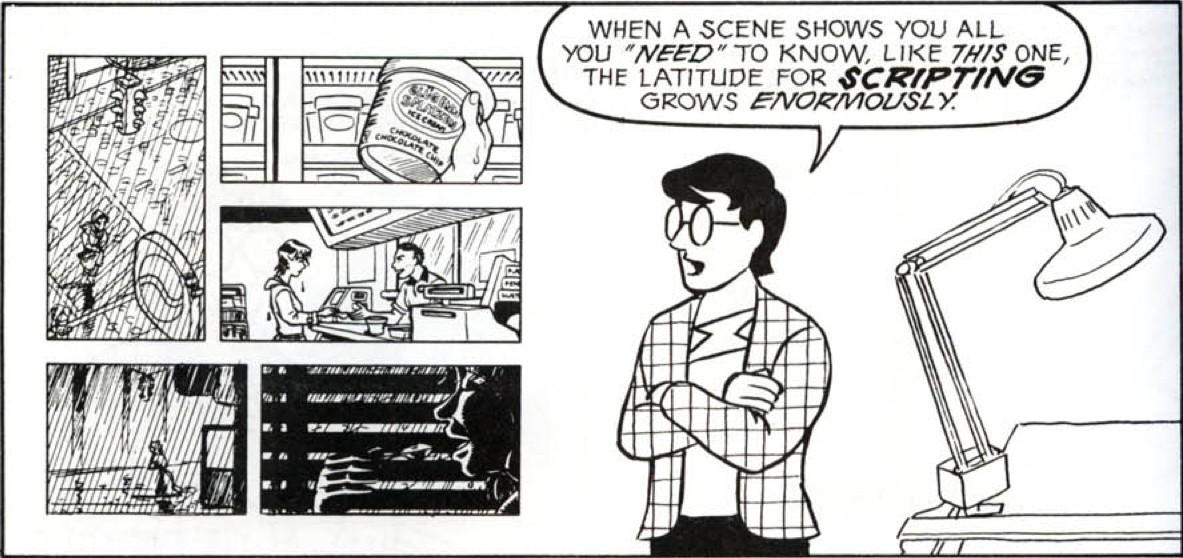 WHEN A SCENE SHOWS YOU ALL
YOU "NEED" TO KNOW, LIKE THIS ONE,
THE LATITUDE FOR SCRIPTING
GROWS ENORMOUSLY.
ICE CREAM
CHOCOLATE
CHOCOLATE CHIP